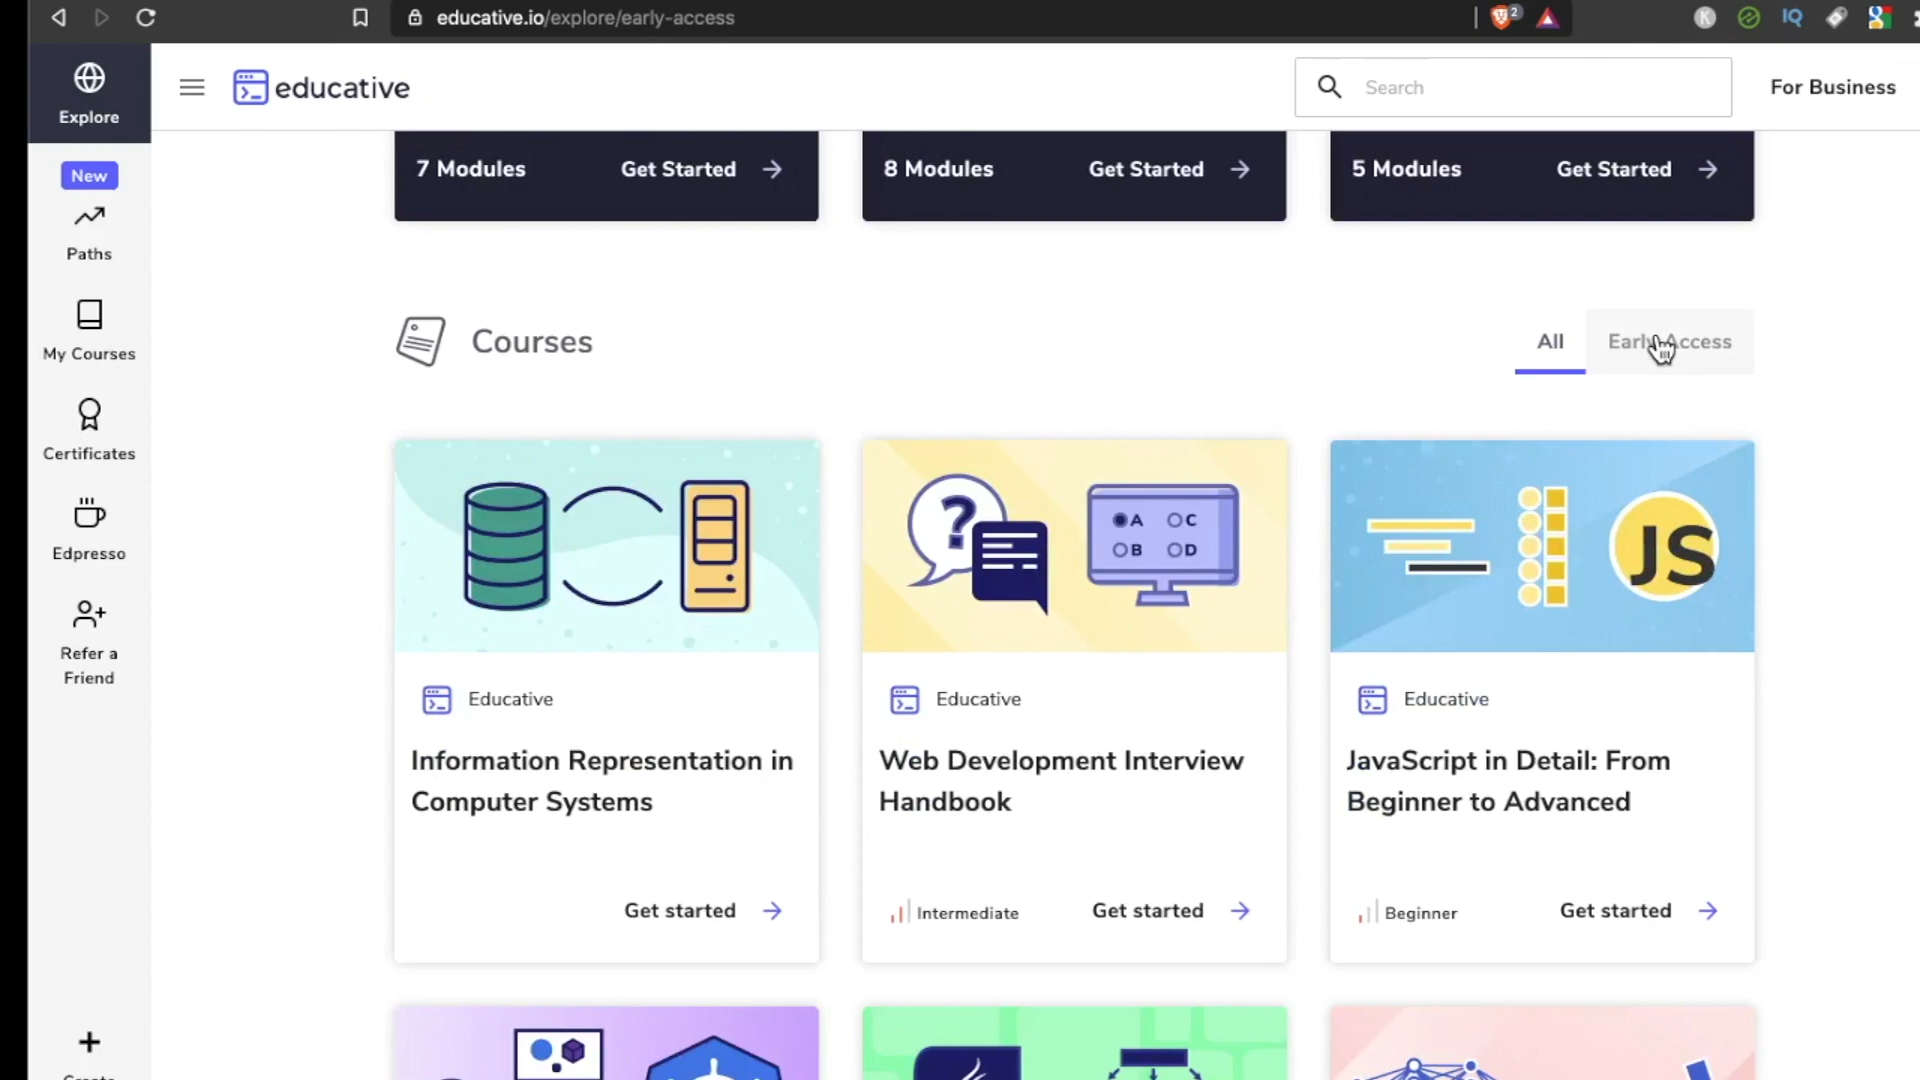 educative.io/explore/early-access
2
K
IQ
Explore
educative
Search
For Business
New
Paths
My Courses
Certificates
Edpresso
Refer a
Friend
7 Modules Get Started
8 Modules Get Started
5 Modules Get Started
Courses
All Early Access
?
A C
B D
JS
Educative
Information Representation in
Computer Systems
Get started
Educative
Web Development Interview
Handbook
Intermediate Get started
Educative
JavaScript in Detail: From
Beginner to Advanced
Beginner Get started